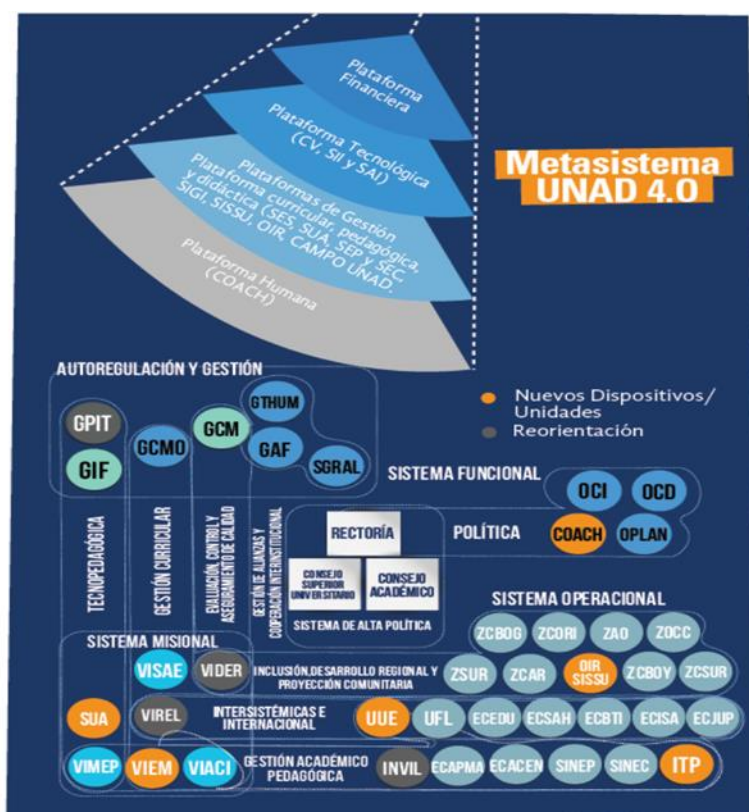 Plataforma
Financiera
Plataforma Tecnológica
(CV, SII y SAI)
Plataformas de Gestión
Plataforma curricular, pedagógica,
y didáctica (SES, SUA, SEP y SEC,
SIGI, SISSU, OIR, CAMPO UNAD.
Plataforma Humana
(COACH)
Metasistema
UNAD 4.0
AUTOREGULACIÓN Y GESTIÓN
GPIT
GIF
GCMO
GCM
GTHUM
GAF
SGRAL
Nuevos Dispositivos/
Unidades
Reorientación
SISTEMA FUNCIONAL
OCI
OCD
POLÍTICA
COACH
OPLAN
TECNOPEDAGÓGICA
GESTIÓN CURRICULAR
EVALUACIÓN, CONTROL Y
ASEGURAMIENTO DE CALIDAD
GESTIÓN DE ALIANZAS Y
COOPERACIÓN INTERINSTITUCIONAL
RECTORÍA
CONSEJO
SUPERIOR
UNIVERSITARIO
CONSEJO
ACADÉMICO
SISTEMA DE ALTA POLÍTICA
SISTEMA OPERACIONAL
ZCBOG
ZCORI
ZAO
ZOCC
SISTEMA MISIONAL
VISAE
VIDER
INCLUSIÓN,DESARROLLO REGIONAL Y
PROYECCIÓN COMUNITARIA
ZSUR
ZCAR
OIR
SISSU
ZCBOY
ZCSUR
SUA
VIREL
INTERSISTÉMICAS E
INTERNACIONAL
UUE
UFL
ECEDU
ECSAH
ECBTI
ECISA
ECJUP
VIMEP
VIEM
VIACI
GESTIÓN ACADÉMICO
PEDAGÓGICA
INVIL
ECAPMA
ECACEN
SINEP
SINEC
ITP